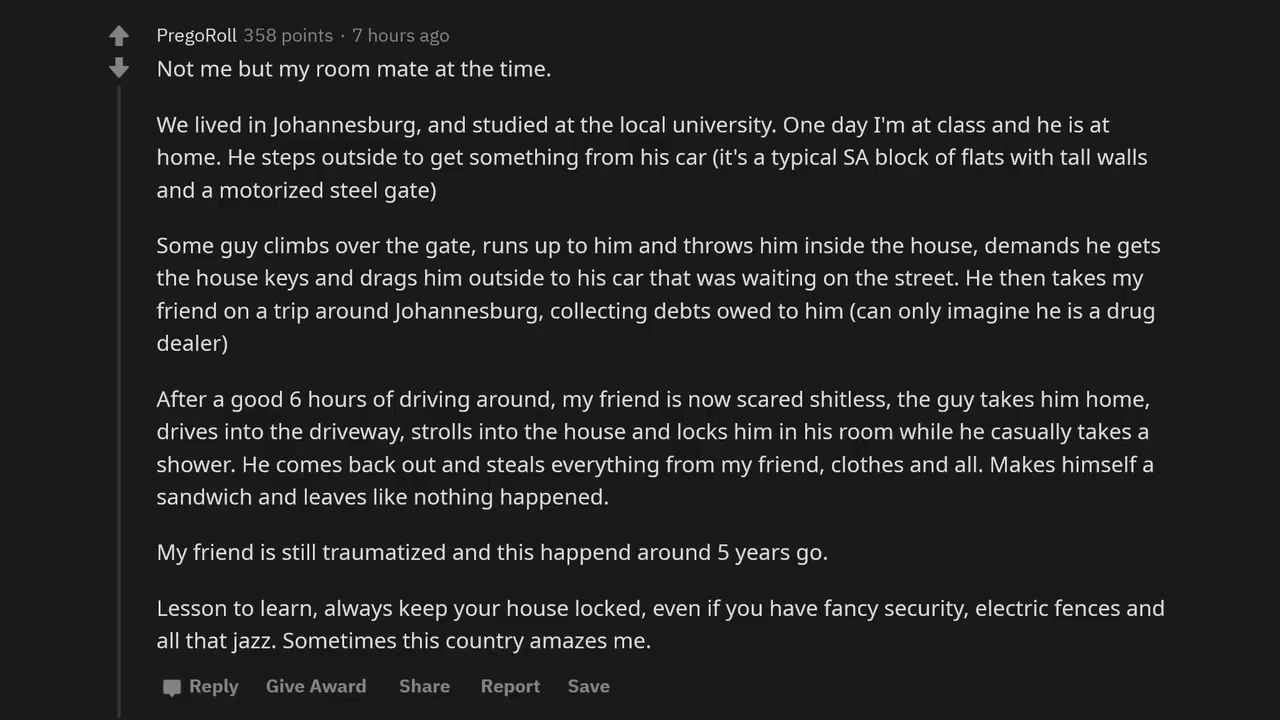 PregoRoll 358 points · 7 hours ago
Not me but my room mate at the time.
We lived in Johannesburg, and studied at the local university. One day I'm at class and he is at
home. He steps outside to get something from his car (it's a typical SA block of flats with tall walls
and a motorized steel gate)
Some guy climbs over the gate, runs up to him and throws him inside the house, demands he gets
the house keys and drags him outside to his car that was waiting on the street. He then takes my
friend on a trip around Johannesburg, collecting debts owed to him (can only imagine he is a drug
dealer)
After a good 6 hours of driving around, my friend is now scared shitless, the guy takes him home,
drives into the driveway, strolls into the house and locks him in his room while he casually takes a
shower. He comes back out and steals everything from my friend, clothes and all. Makes himself a
sandwich and leaves like nothing happened.
My friend is still traumatized and this happend around 5 years go.
Lesson to learn, always keep your house locked, even if you have fancy security, electric fences and
all that jazz. Sometimes this country amazes me.
Reply Give Award Share Report Save